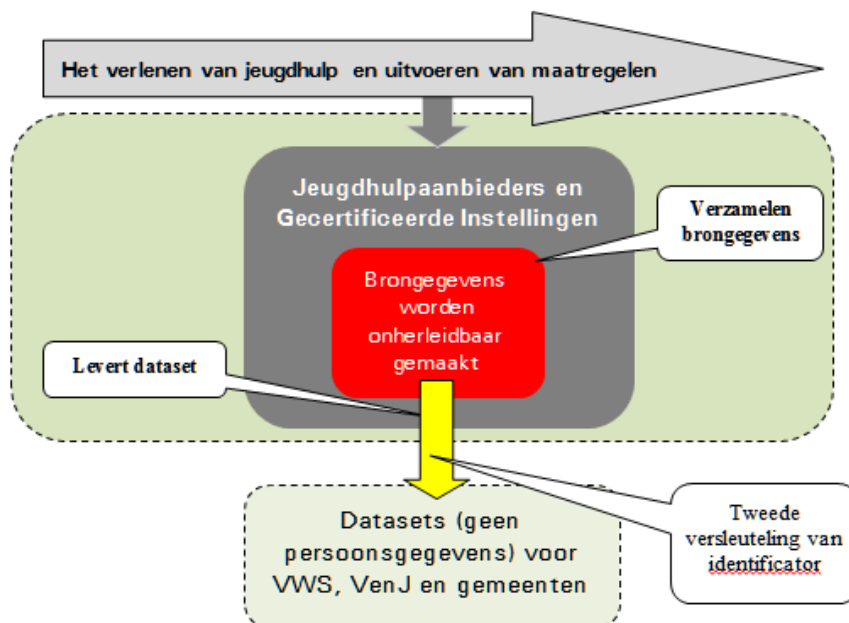 Het verlenen van jeugdhulp en uitvoeren van maatregelen
Jeugdhulpaanbieders en
Gecertificeerde Instellingen
Verzamelen
brongegevens
Brongegevens
worden
onherleidbaar
gemaakt
Levert dataset
Datasets (geen
persoonsgegevens) voor
VWS, VenJ en gemeenten
Tweede
versleuteling van
identificator